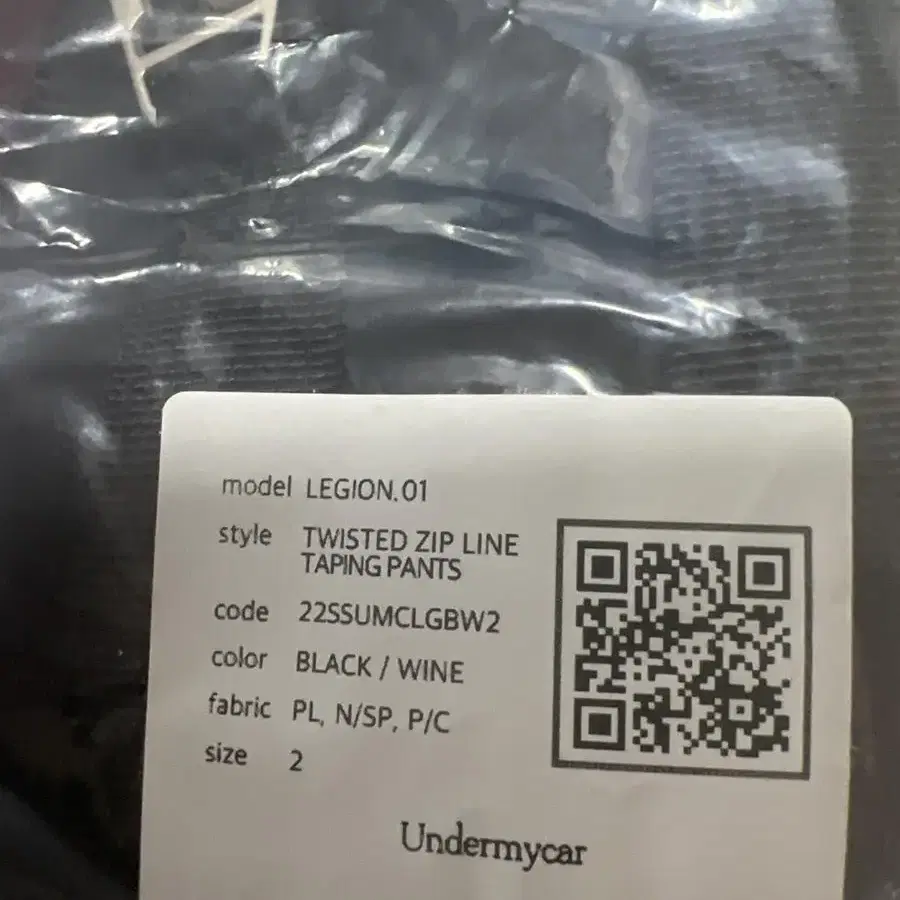 model LEGION.01
style TWISTED ZIP LINE
TAPING PANTS
code 22SSUMCLGBW2
color BLACK / WINE
fabric PL, N/SP, P/C
size 2
Undermycar